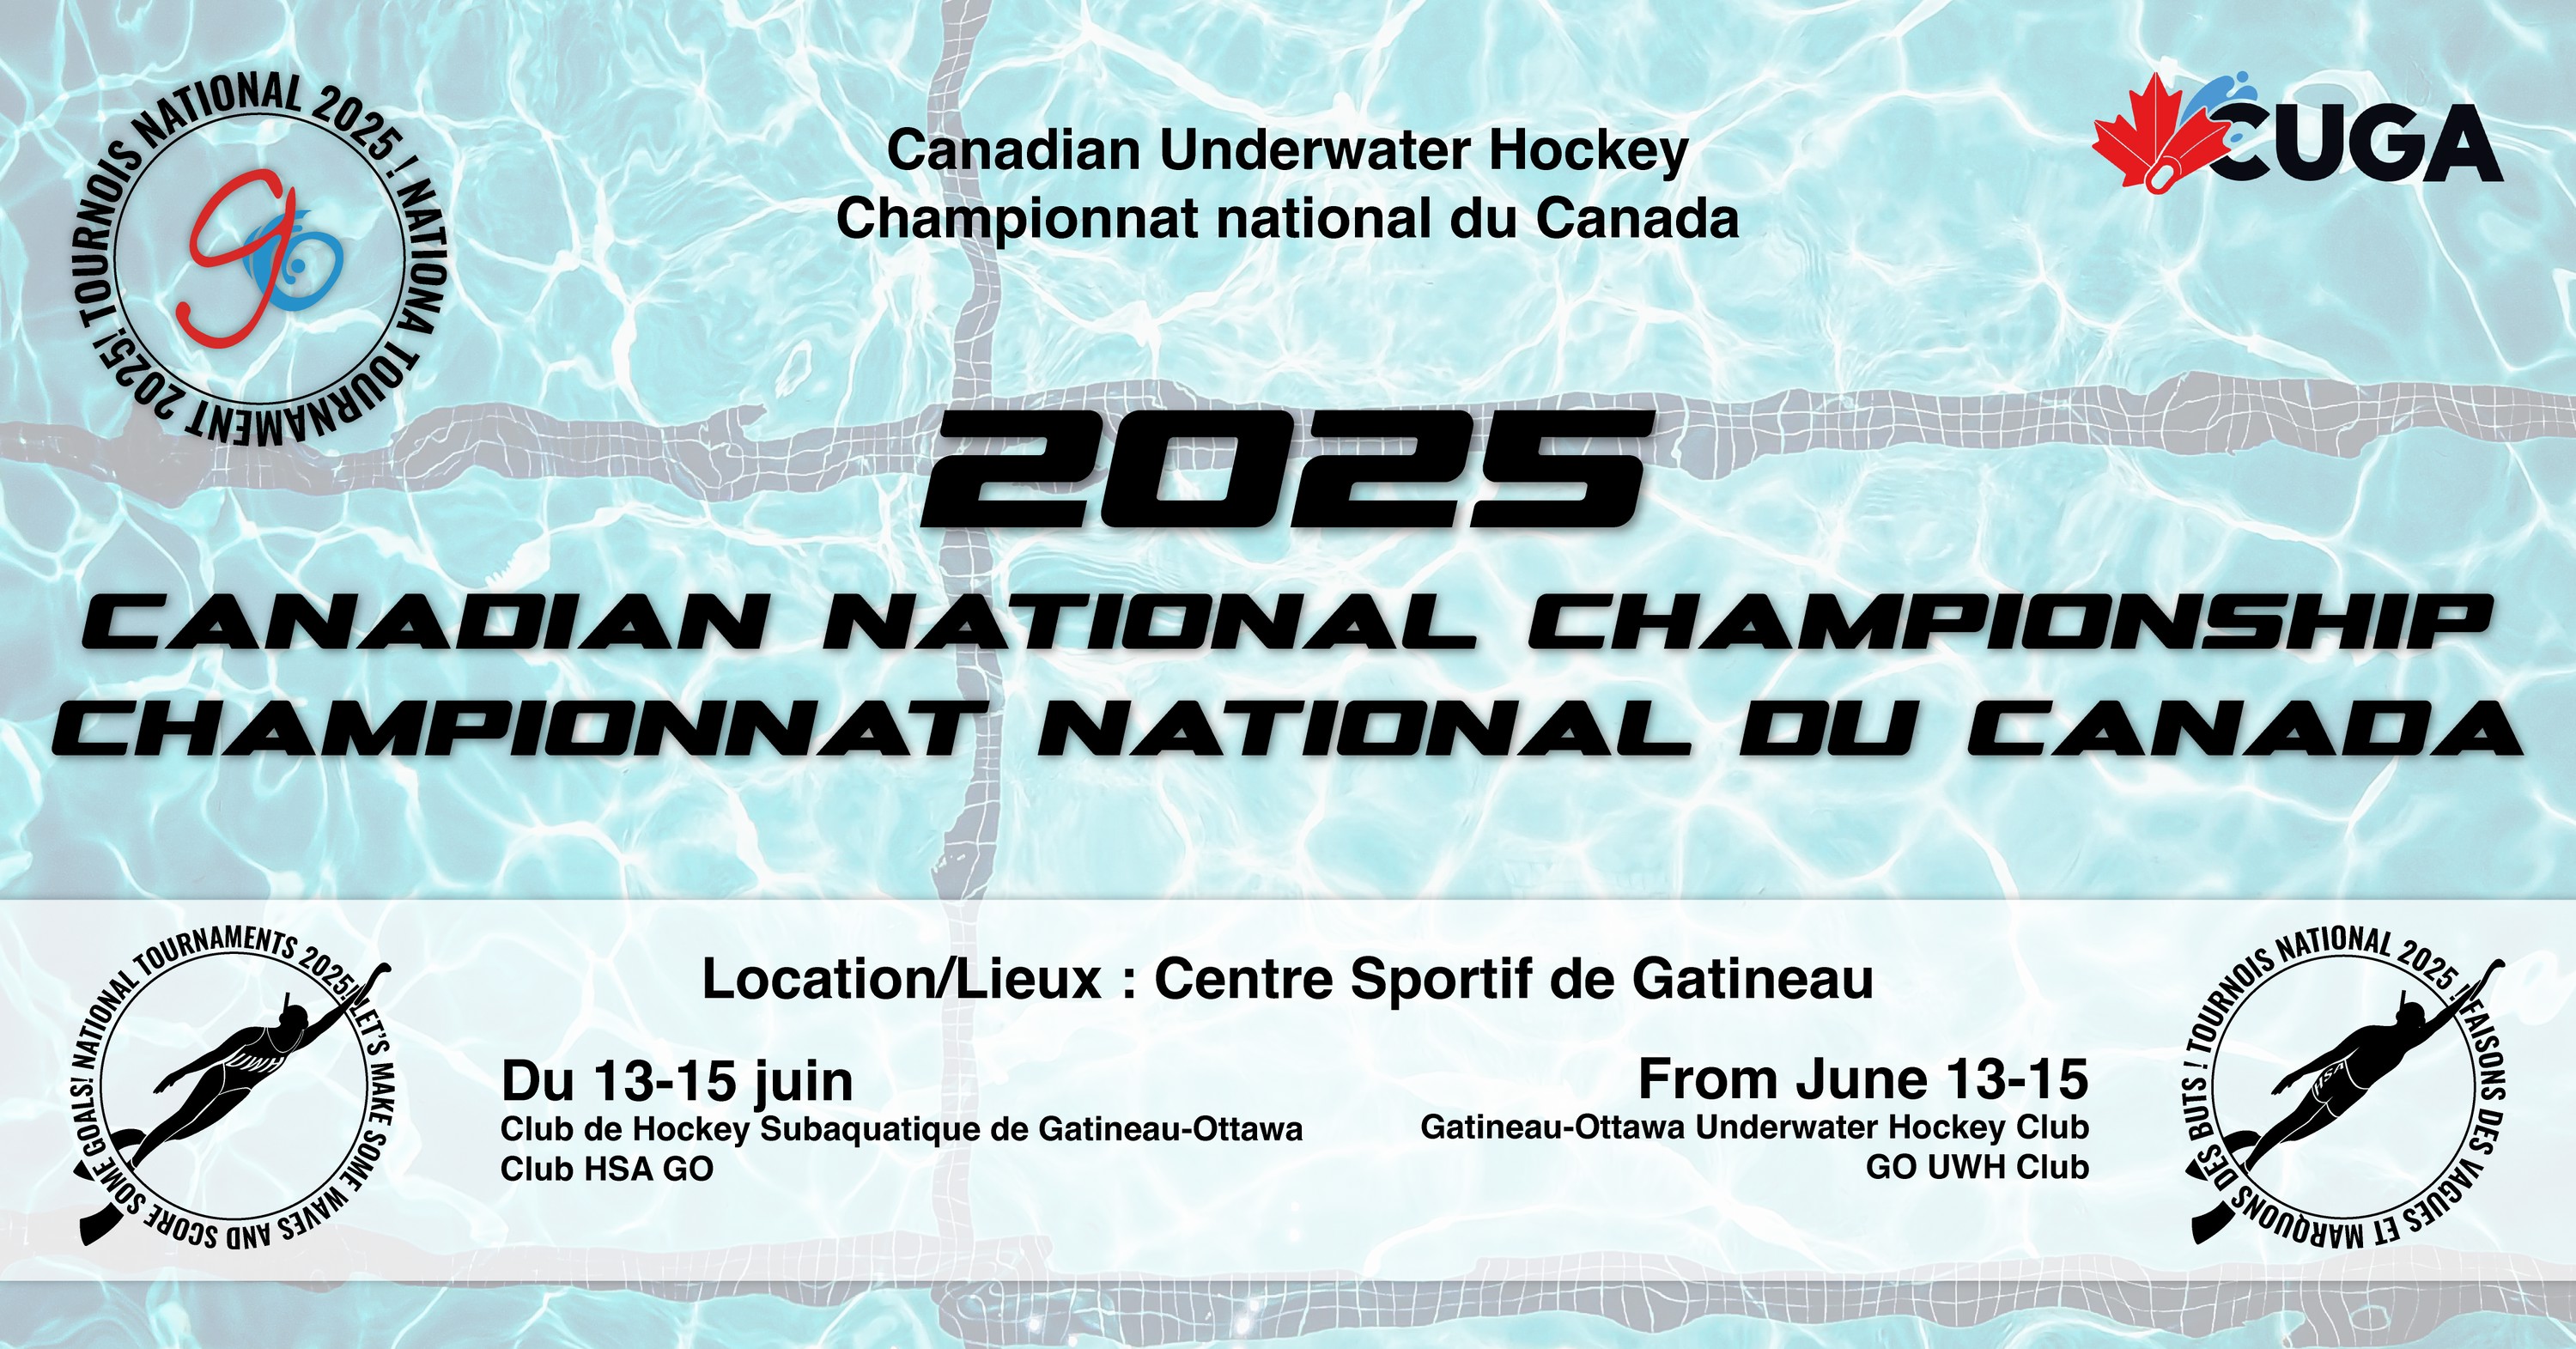 TOURNOIS NATIONAL 2025 ! NATIONA TOURNAMENT 2025!
go
CUGA
Canadian Underwater Hockey
Championnat national du Canada
2025
CANADIAN NATIONAL CHAMPIONSHIP
CHAMPIONNAT NATIONAL DU CANADA
NATIONAL TOURNAMENTS 2025! LET'S MAKE SOME WAVES AND SCORE SOME GOALS!
UWH
Location/Lieux : Centre Sportif de Gatineau
Du 13-15 juin
Club de Hockey Subaquatique de Gatineau-Ottawa
Club HSA GO
From June 13-15
Gatineau-Ottawa Underwater Hockey Club
GO UWH Club
TOURNOIS NATIONAL 2025 ! FAISONS DES VAGUES ET MARQUONS DES BUTS !
HSA